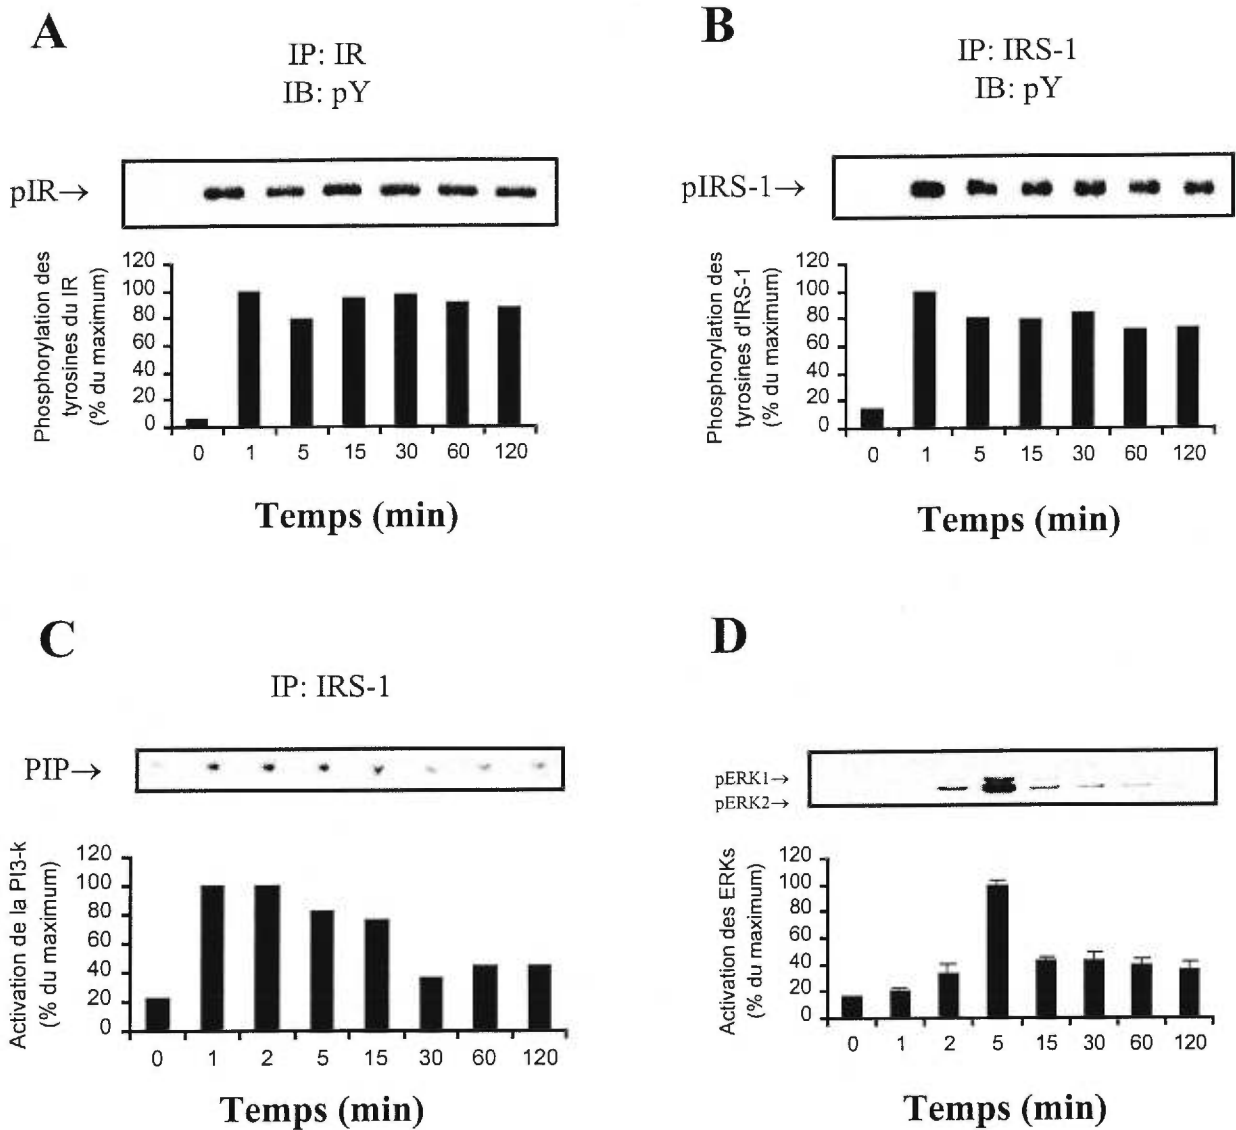 A
IP: IR
IB: pY
pIR→
Phosphorylation des
tyrosines du IR
(% du maximum)
120
100
80
60
40
20
0
0 1 5 15 30 60 120
Temps (min)
B
IP: IRS-1
IB: pY
pIRS-1→
Phosphorylation des
tyrosines d'IRS-1
(% du maximum)
120
100
80
60
40
20
0
0 1 5 15 30 60 120
Temps (min)
C
IP: IRS-1
PIP→
Activation de la PI3-k
(% du maximum)
120
100
80
60
40
20
0
0 1 2 5 15 30 60 120
Temps (min)
D
pERK1→
pERK2→
Activation des ERKs
(% du maximum)
120
100
80
60
40
20
0
0 1 2 5 15 30 60 120
Temps (min)